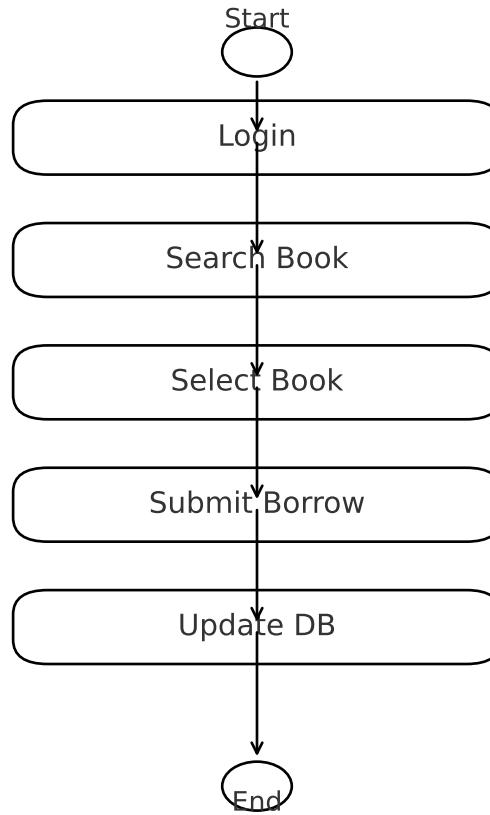 Start
Login
Search Book
Select Book
Submit Borrow
Update DB
End